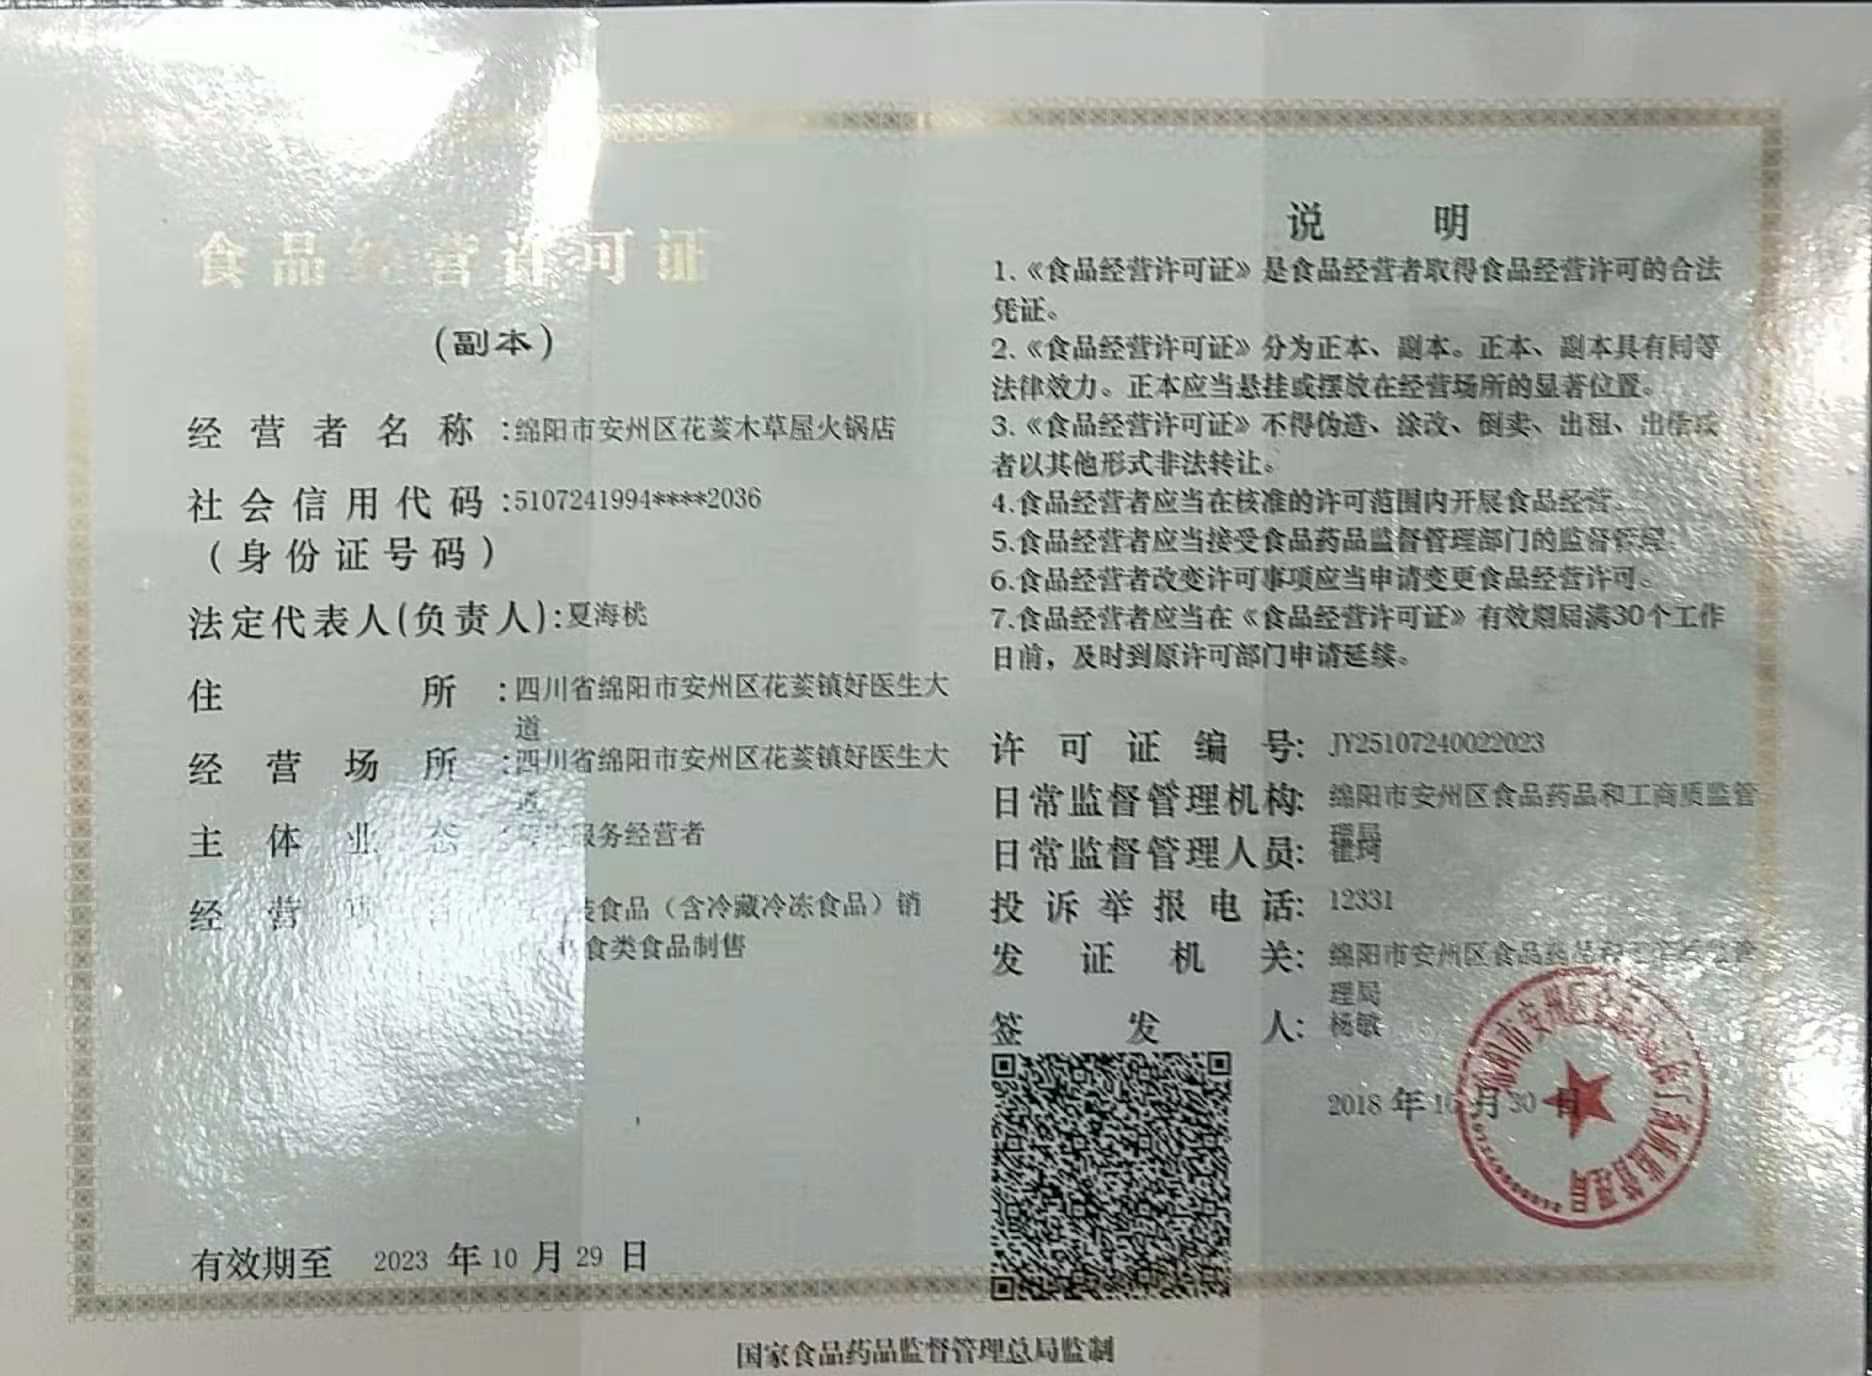 食品经营许可证
(副本)
经营者名称:绵阳市安州区花荄木草屋火锅店
社会信用代码:5107241994****2036
(身份证号码)
法定代表人(负责人):夏海桃
住所:四川省绵阳市安州区花荄镇好医生大
道
经营场所:四川省绵阳市安州区花荄镇好医生大
道
主体业态:服务经营者
经营 食品（含冷藏冷冻食品）销
食类食品制售
有效期至 2023 年 10 月 29 日
说明
1.《食品经营许可证》是食品经营者取得食品经营许可的合法
凭证。
2.《食品经营许可证》分为正本、副本。正本、副本具有同等
法律效力。正本应当悬挂或摆放在经营场所的显著位置。
3.《食品经营许可证》不得伪造、涂改、倒卖、出租、出借或
者以其他形式非法转让。
4.食品经营者应当在核准的许可范围内开展食品经营。
5.食品经营者应当接受食品药品监督管理部门的监督管理。
6.食品经营者改变许可事项应当申请变更食品经营许可。
7.食品经营者应当在《食品经营许可证》有效期届满30个工作
日前，及时到原许可部门申请延续。
许可证编号: JY25107240022023
日常监督管理机构: 绵阳市安州区食品药品和工商质监管
理局
日常监督管理人员: 翟珂
投诉举报电话: 12331
发证机关: 绵阳市安州区食品药品和工商质监管
理局
签发人: 杨敏
2018 年 10 月 30 日
国家食品药品监督管理总局监制